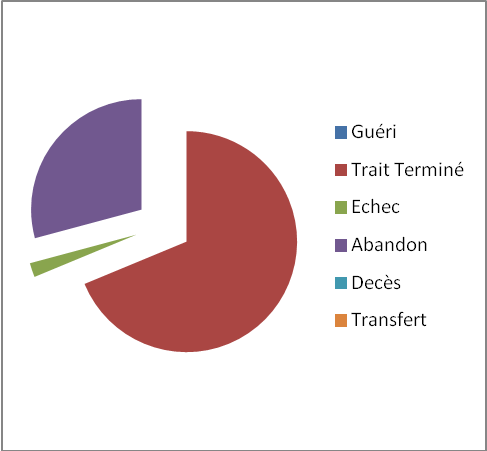 Guéri
Trait Terminé
Echec
Abandon
Decès
Transfert